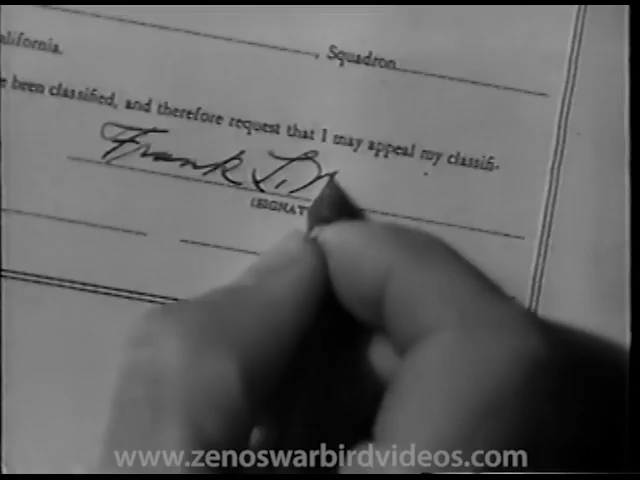 alifornia.
, Squadron
e been classified, and therefore request that I may appeal my classifi-
Frank L.
(SIGNAT
www.zenoswarbirdvideos.com